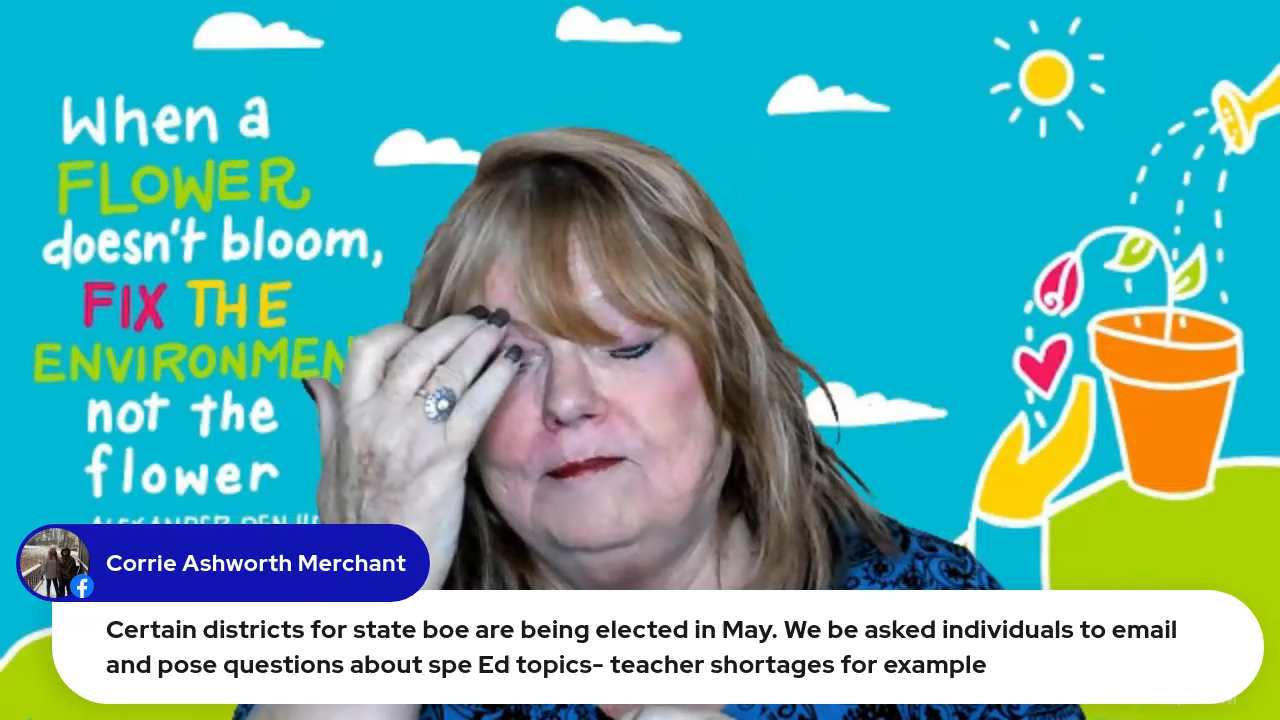 When a
FLOWER
doesn't bloom,
FIX THE
ENVIRONMEN
not the
flower
Corrie Ashworth Merchant
Certain districts for state boe are being elected in May. We be asked individuals to email
and pose questions about spe Ed topics- teacher shortages for example